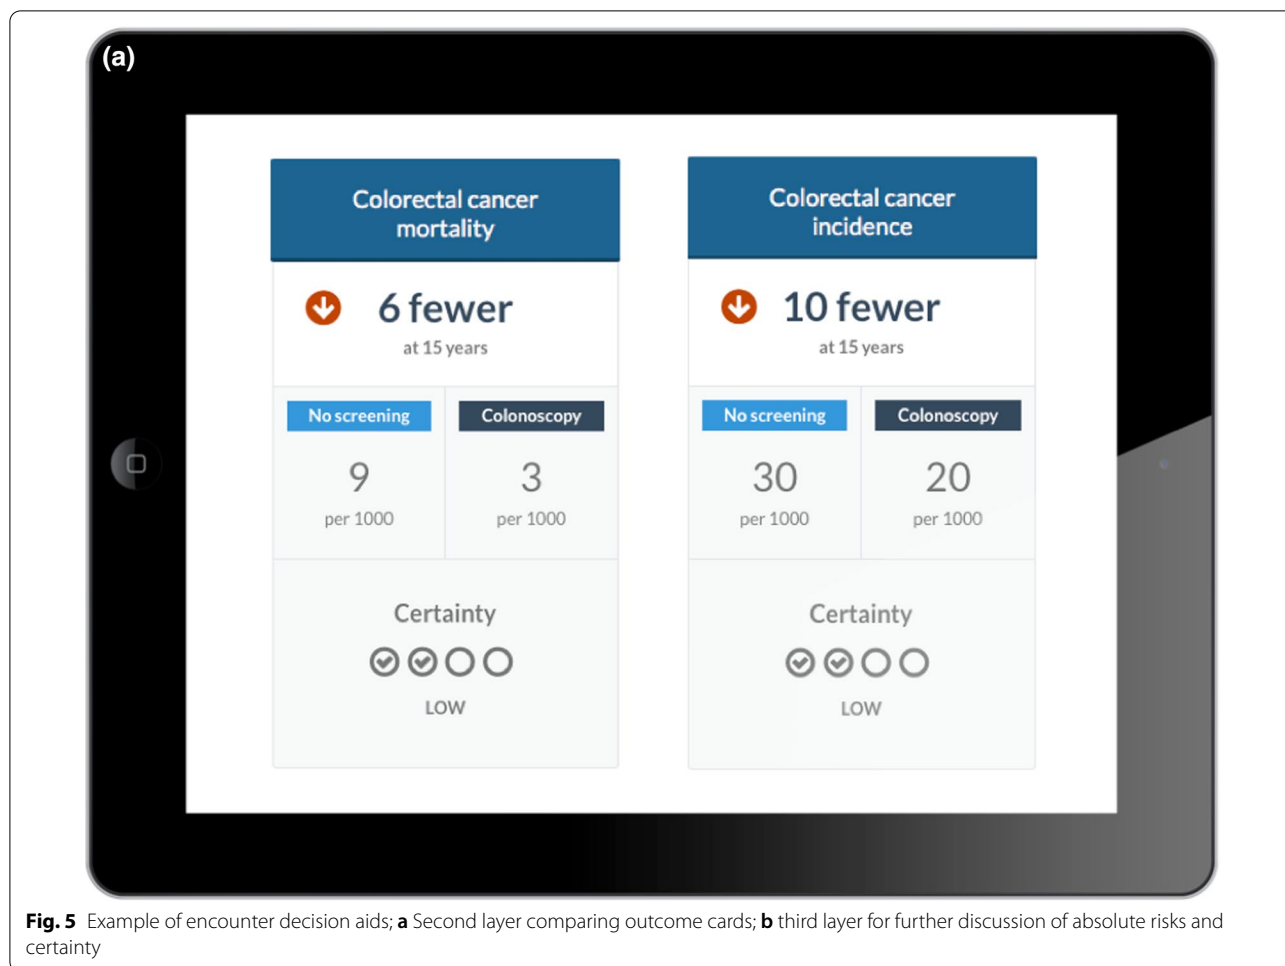 (a)
Colorectal cancer
mortality
6 fewer
at 15 years
No screening
Colonoscopy
9
3
per 1000
per 1000
Certainty
LOW
Colorectal cancer
incidence
10 fewer
at 15 years
No screening
Colonoscopy
30
20
per 1000
per 1000
Certainty
LOW
Fig. 5 Example of encounter decision aids; a Second layer comparing outcome cards; b third layer for further discussion of absolute risks and
certainty